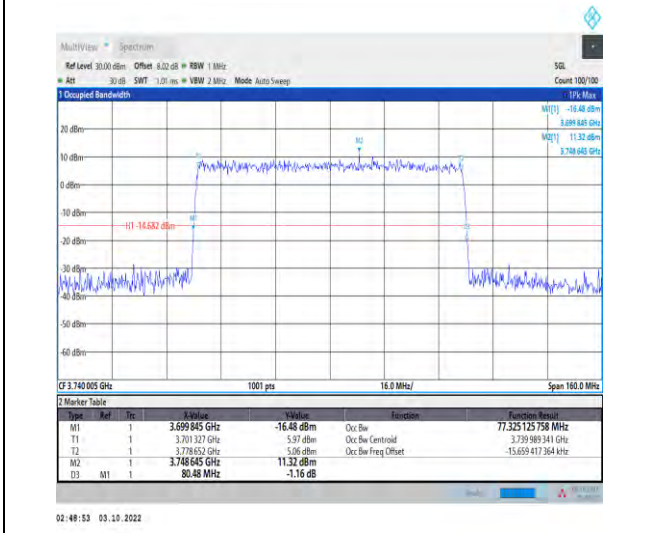 MultiView Spectrum
Ref Level 30.00 dBm Offset 8.02 dB RBW 1 MHz SGL
Att 30 dB SWT 1.01 ms VBW 2 MHz Mode Auto Sweep Count 100/100
1 Occupied Bandwidth 1Pk Max
M1[1] -16.48 dBm
3.699 845 GHz
M2[1] 11.32 dBm
3.748 645 GHz
20 dBm
M2
10 dBm
0 dBm
-10 dBm
M1
H1 -14.682 dBm
-20 dBm
-30 dBm
-40 dBm
-50 dBm
-60 dBm
CF 3.740 005 GHz 1001 pts 16.0 MHz/ Span 160.0 MHz
2 Marker Table
Type Ref Trc X-Value Y-Value Function Function Result
M1 1 3.699 845 GHz -16.48 dBm Occ Bw 77.325 125 758 MHz
T1 1 3.701 327 GHz 5.97 dBm Occ Bw Centroid 3.739 989 341 GHz
T2 1 3.778 652 GHz 5.06 dBm Occ Bw Freq Offset -15.659 417 364 kHz
M2 1 3.748 645 GHz 11.32 dBm
D3 M1 1 80.48 MHz -1.16 dB
02:48:53 03.10.2022